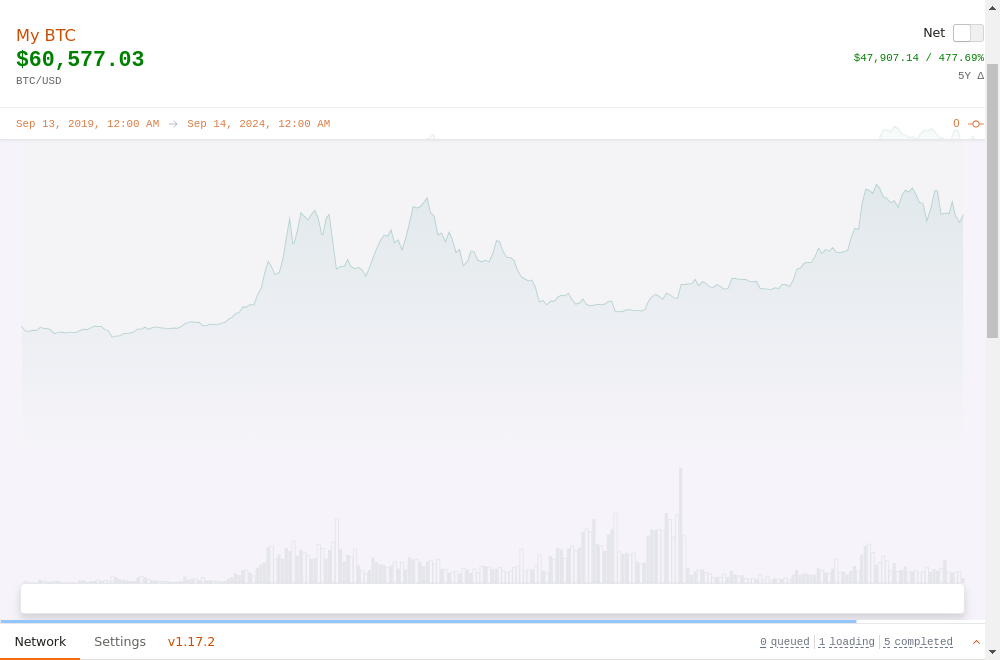 My BTC
Net
$60,577.03
$47,907.14 / 477.69%
BTC/USD
5Y Δ
Sep 13, 2019, 12:00 AM → Sep 14, 2024, 12:00 AM
0
Network Settings v1.17.2
0 queued 1 loading 5 completed